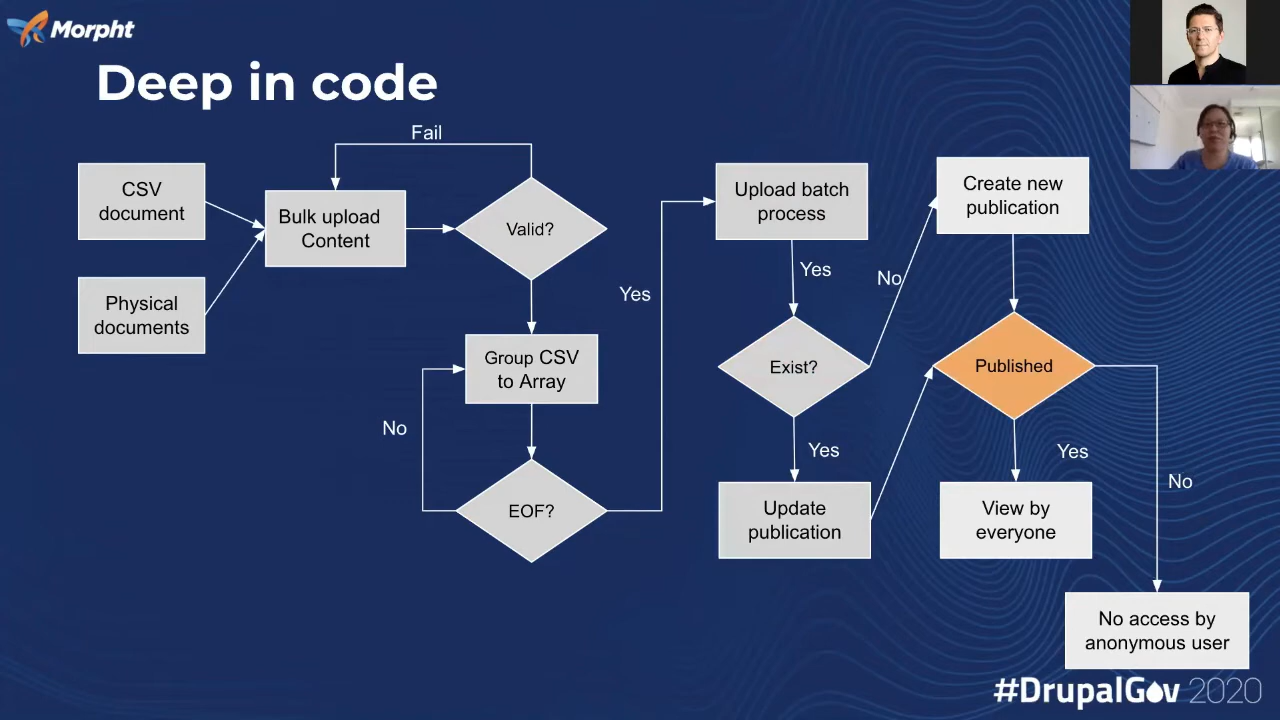 Morpht
Deep in code
Fail
CSV
document
Bulk upload
Content
Valid?
Physical
documents
Group CSV
to Array
No
EOF?
Yes
Upload batch
process
Yes
No
Exist?
Yes
Update
publication
Create new
publication
Published
Yes
No
View by
everyone
No access by
anonymous user
#DrupalGov 2020